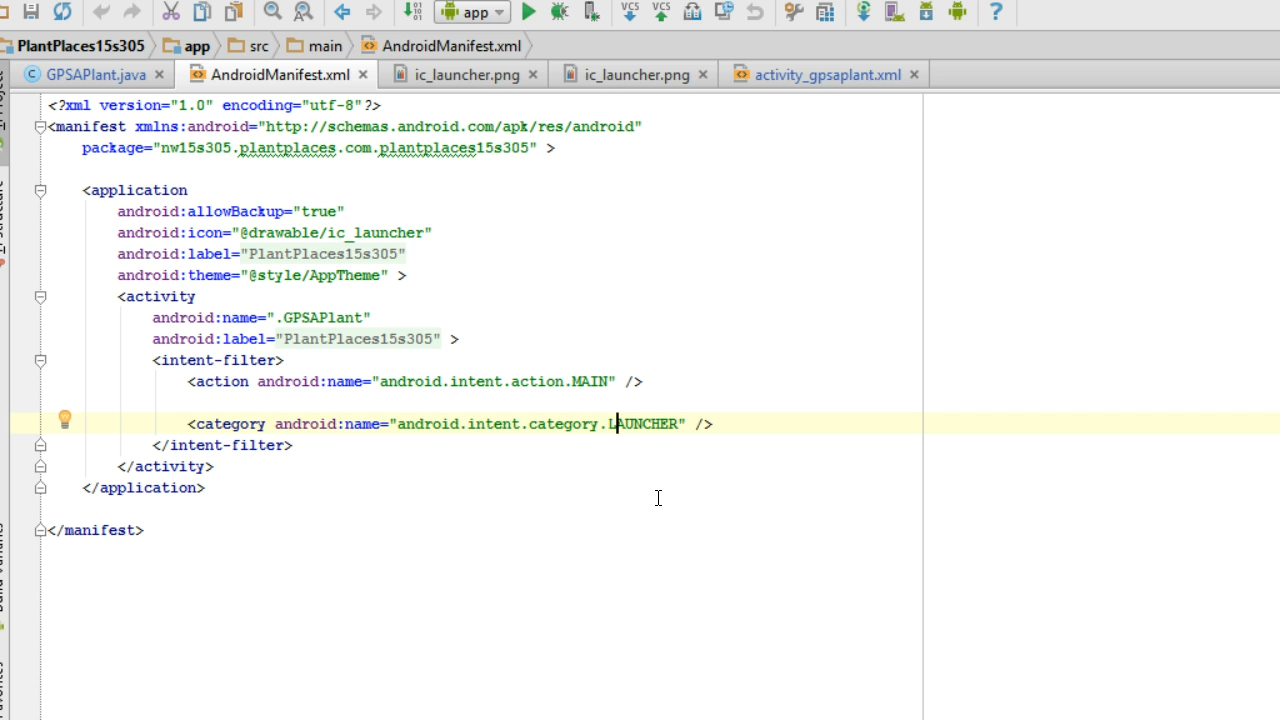 app
PlantPlaces15s305 app src main AndroidManifest.xml
GPSAPlant.java AndroidManifest.xml ic_launcher.png ic_launcher.png activity_gpsaplant.xml
<?xml version="1.0" encoding="utf-8"?>
<manifest xmlns:android="http://schemas.android.com/apk/res/android"
package="nw15s305.plantplaces.com.plantplaces15s305" >
<application
android:allowBackup="true"
android:icon="@drawable/ic_launcher"
android:label="PlantPlaces15s305"
android:theme="@style/AppTheme" >
<activity
android:name=".GPSAPlant"
android:label="PlantPlaces15s305" >
<intent-filter>
<action android:name="android.intent.action.MAIN" />
<category android:name="android.intent.category.LAUNCHER" />
</intent-filter>
</activity>
</application>
</manifest>